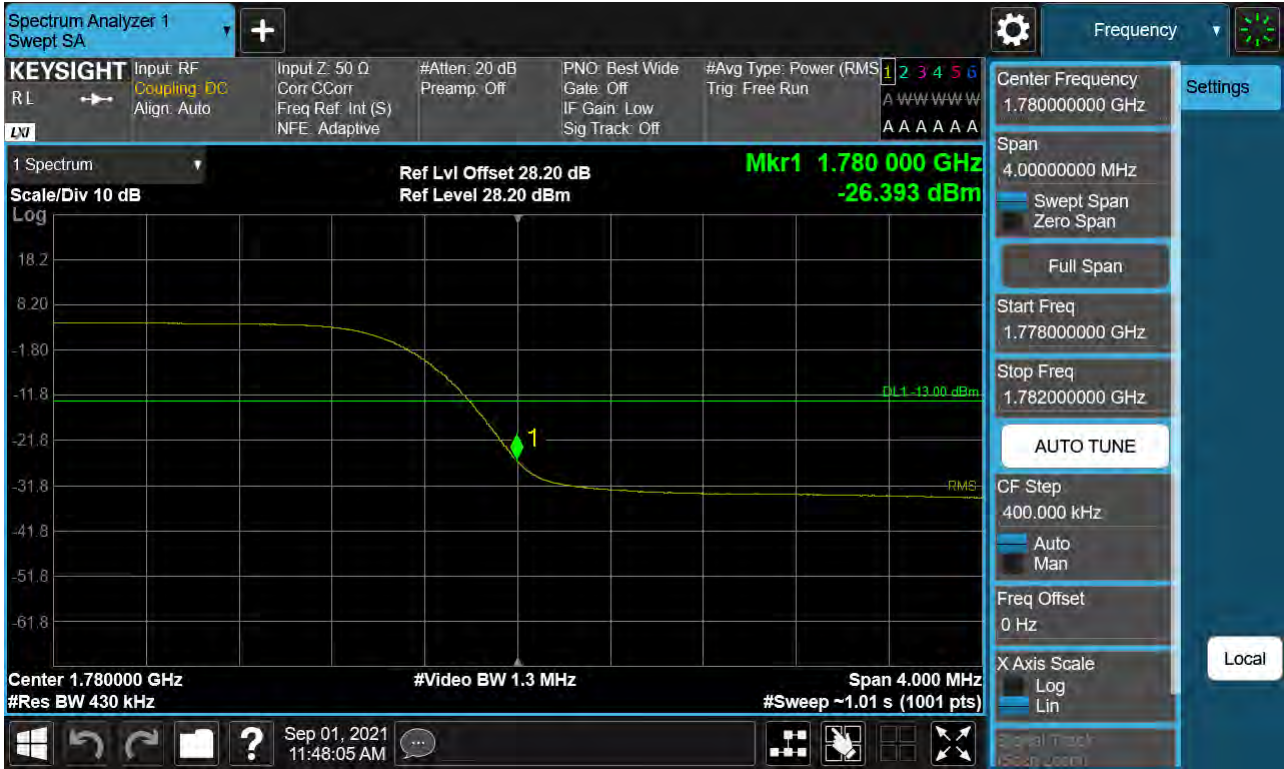 Spectrum Analyzer 1
Swept SA
+
Frequency
KEYSIGHT
RL
LXI
Input: RF
Coupling: DC
Align: Auto
Input Z: 50 Ω
Corr CCorr
Freq Ref: Int (S)
NFE: Adaptive
#Atten: 20 dB
Preamp: Off
PNO: Best Wide
Gate: Off
IF Gain: Low
Sig Track: Off
#Avg Type: Power (RMS
Trig: Free Run
1 2 3 4 5 6
A W W W W W
A A A A A A
1 Spectrum
Scale/Div 10 dB
Log
Ref Lvl Offset 28.20 dB
Ref Level 28.20 dBm
Mkr1 1.780 000 GHz
-26.393 dBm
18.2
8.20
-1.80
-11.8
-21.8
-31.8
-41.8
-51.8
-61.8
DL1 -13.00 dBm
1
RMS
Center 1.780000 GHz
#Res BW 430 kHz
#Video BW 1.3 MHz
Span 4.000 MHz
#Sweep ~1.01 s (1001 pts)
Center Frequency
1.780000000 GHz
Span
4.00000000 MHz
Swept Span
Zero Span
Full Span
Start Freq
1.778000000 GHz
Stop Freq
1.782000000 GHz
AUTO TUNE
CF Step
400.000 kHz
Auto
Man
Freq Offset
0 Hz
X Axis Scale
Log
Lin
Signal Track
(Span Zoom)
Settings
Local
?
Sep 01, 2021
11:48:05 AM